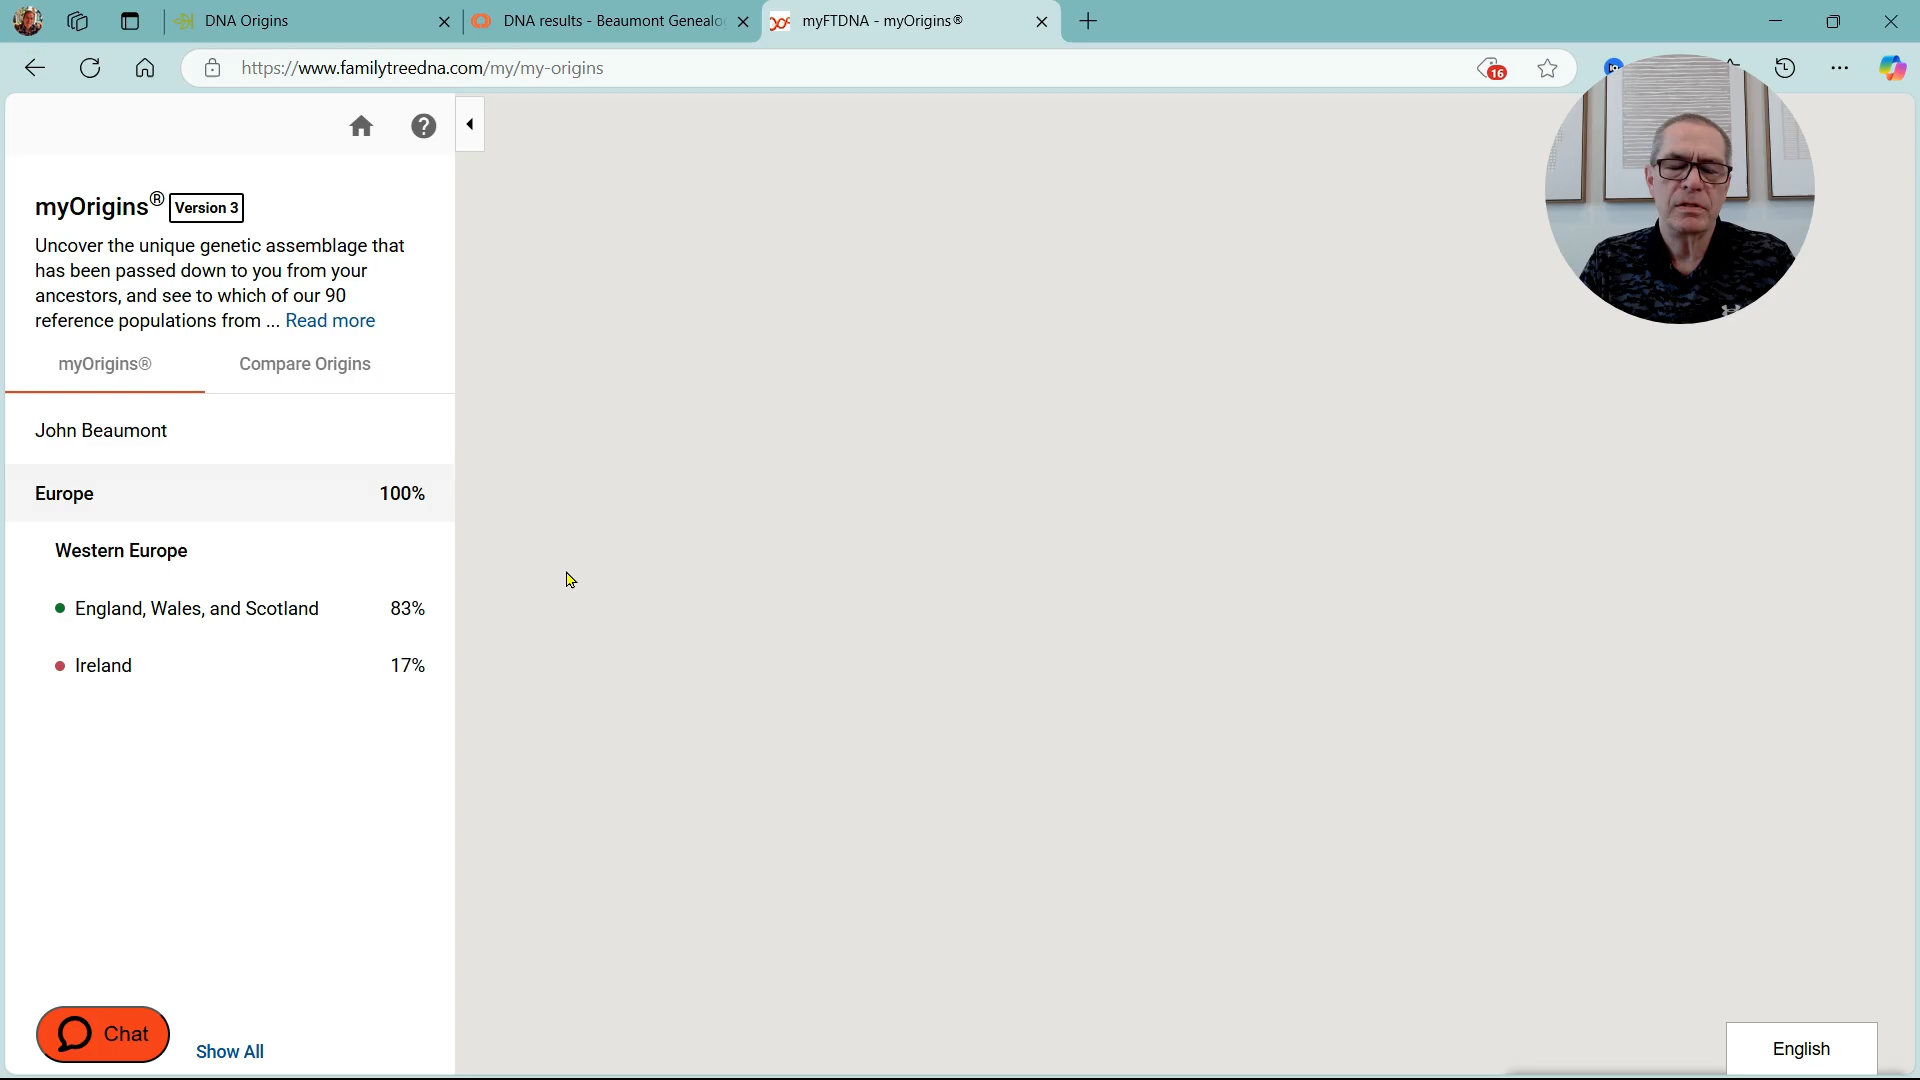 DNA Origins
DNA results - Beaumont Genealo
myFTDNA - myOrigins®
https://www.familytreedna.com/my/my-origins
16
myOrigins® Version 3
Uncover the unique genetic assemblage that
has been passed down to you from your
ancestors, and see to which of our 90
reference populations from ... Read more
myOrigins®
Compare Origins
John Beaumont
Europe 100%
Western Europe
England, Wales, and Scotland 83%
Ireland 17%
Chat
Show All
English